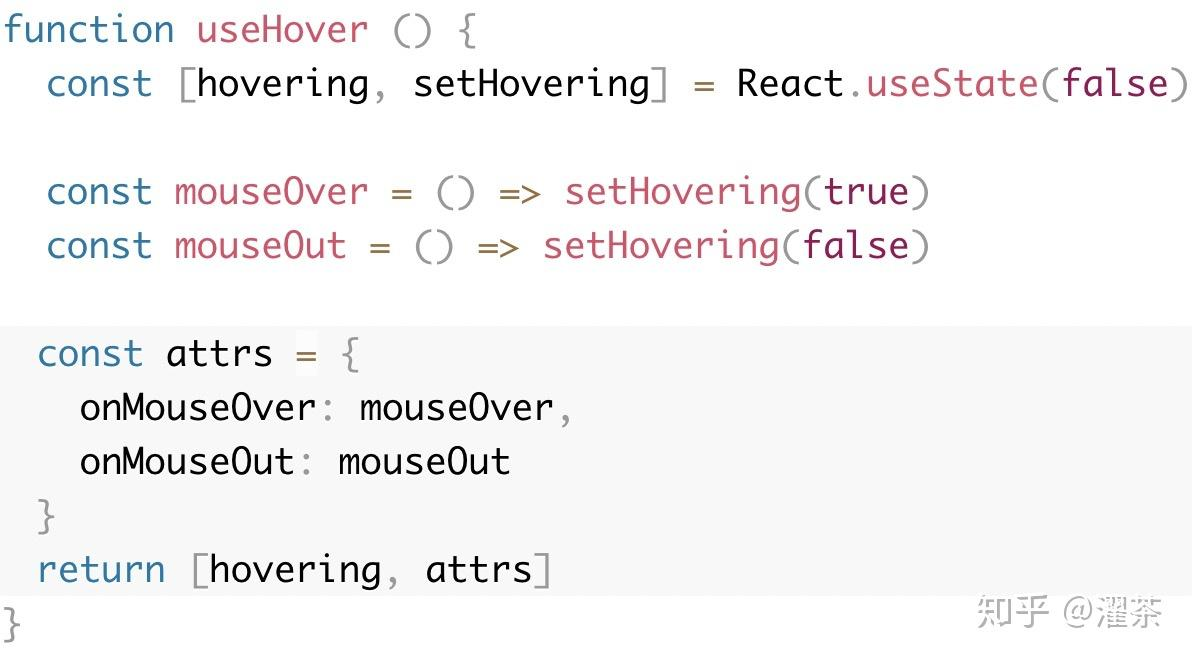 function useHover () {
  const [hovering, setHovering] = React.useState(false)
  const mouseOver = () => setHovering(true)
  const mouseOut = () => setHovering(false)
  const attrs = {
    onMouseOver: mouseOver,
    onMouseOut: mouseOut
  }
  return [hovering, attrs]
}
知乎 @濯茶